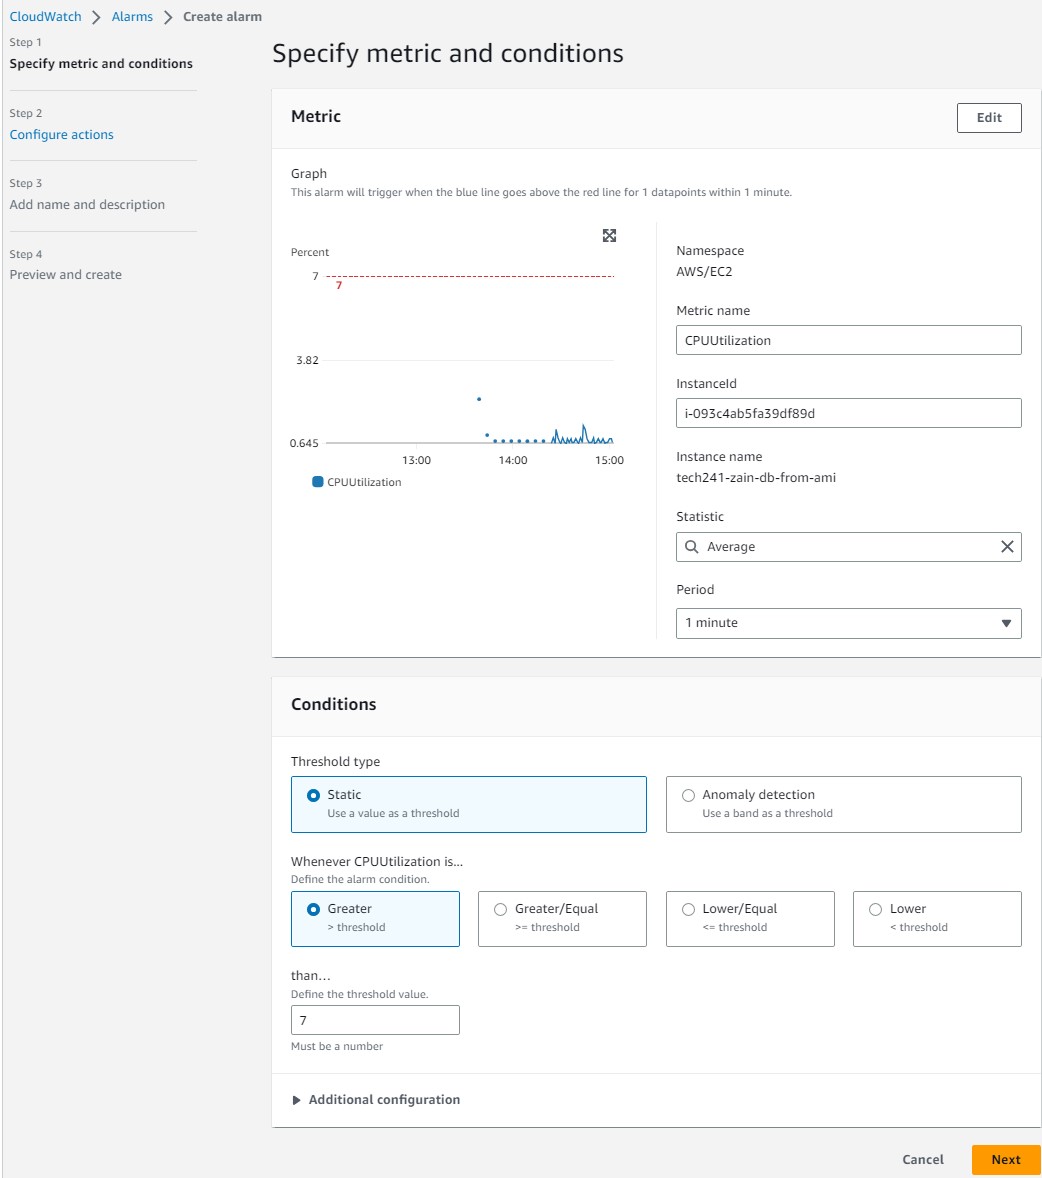 CloudWatch > Alarms > Create alarm
Step 1
Specify metric and conditions
Step 2
Configure actions
Step 3
Add name and description
Step 4
Preview and create
Specify metric and conditions
Metric
Edit
Graph
This alarm will trigger when the blue line goes above the red line for 1 datapoints within 1 minute.
Percent
7
7
3.82
0.645
13:00 14:00 15:00
CPUUtilization
Namespace
AWS/EC2
Metric name
CPUUtilization
InstanceId
i-093c4ab5fa39df89d
Instance name
tech241-zain-db-from-ami
Statistic
Average
Period
1 minute
Conditions
Threshold type
Static
Use a value as a threshold
Anomaly detection
Use a band as a threshold
Whenever CPUUtilization is...
Define the alarm condition.
Greater
> threshold
Greater/Equal
>= threshold
Lower/Equal
<= threshold
Lower
< threshold
than...
Define the threshold value.
7
Must be a number
Additional configuration
Cancel
Next